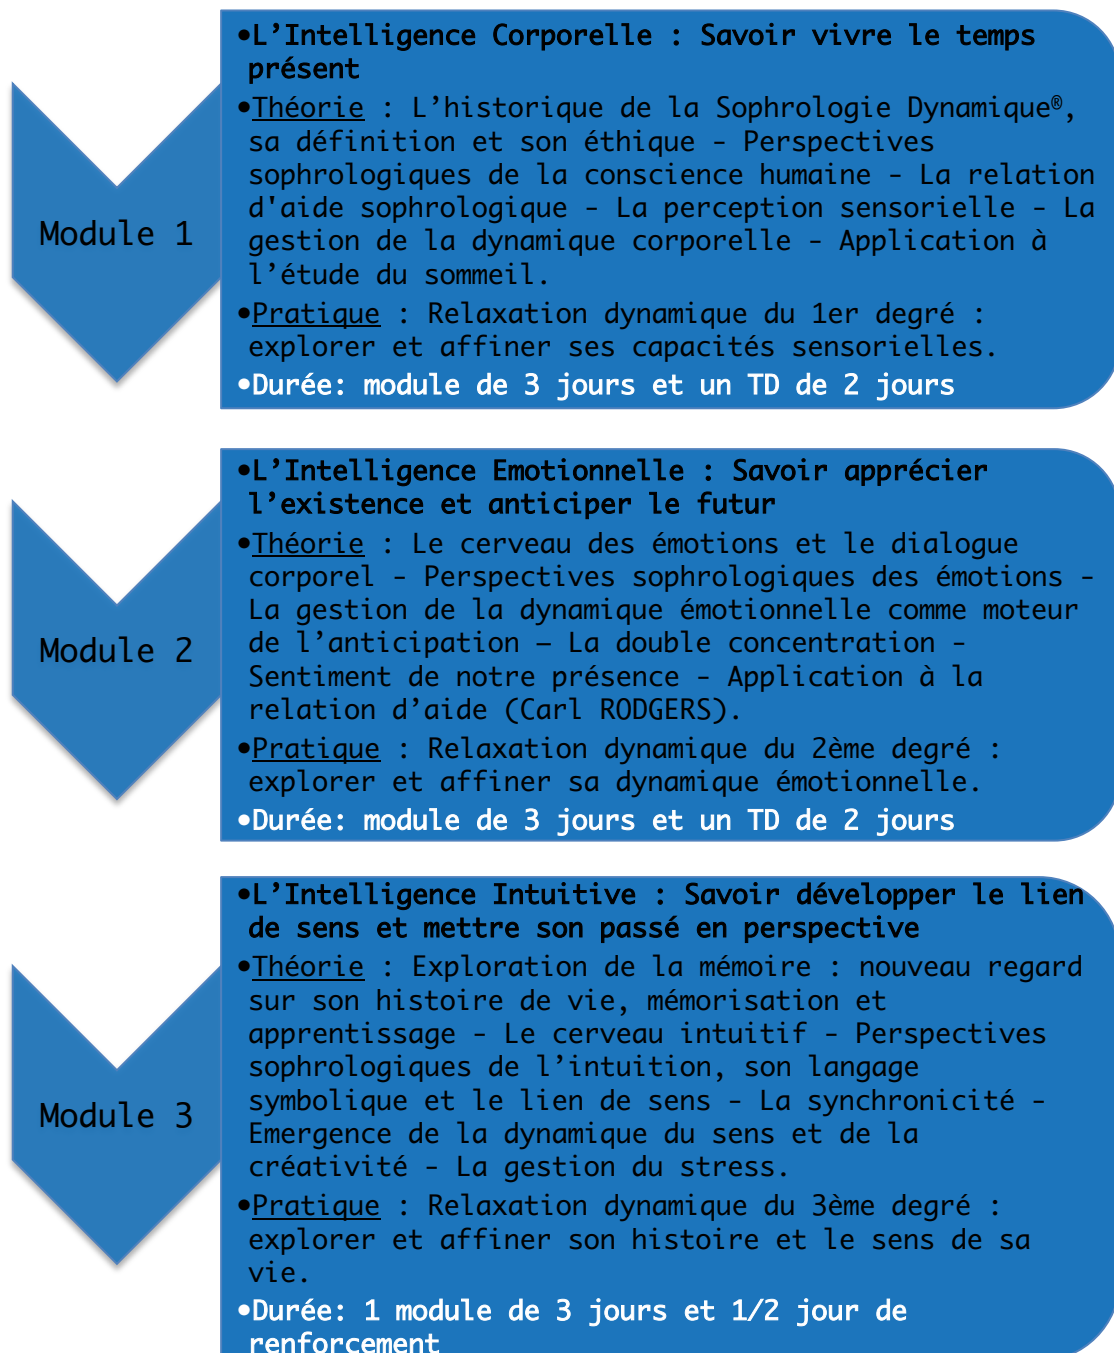 Module 1
•L’Intelligence Corporelle : Savoir vivre le temps
présent
•Théorie : L’historique de la Sophrologie Dynamique®,
sa définition et son éthique - Perspectives
sophrologiques de la conscience humaine - La relation
d'aide sophrologique - La perception sensorielle - La
gestion de la dynamique corporelle - Application à
l’étude du sommeil.
•Pratique : Relaxation dynamique du 1er degré :
explorer et affiner ses capacités sensorielles.
•Durée: module de 3 jours et un TD de 2 jours
Module 2
•L’Intelligence Emotionnelle : Savoir apprécier
l’existence et anticiper le futur
•Théorie : Le cerveau des émotions et le dialogue
corporel - Perspectives sophrologiques des émotions -
La gestion de la dynamique émotionnelle comme moteur
de l’anticipation – La double concentration -
Sentiment de notre présence - Application à la
relation d’aide (Carl RODGERS).
•Pratique : Relaxation dynamique du 2ème degré :
explorer et affiner sa dynamique émotionnelle.
•Durée: module de 3 jours et un TD de 2 jours
Module 3
•L’Intelligence Intuitive : Savoir développer le lien
de sens et mettre son passé en perspective
•Théorie : Exploration de la mémoire : nouveau regard
sur son histoire de vie, mémorisation et
apprentissage - Le cerveau intuitif - Perspectives
sophrologiques de l’intuition, son langage
symbolique et le lien de sens - La synchronicité -
Emergence de la dynamique du sens et de la
créativité - La gestion du stress.
•Pratique : Relaxation dynamique du 3ème degré :
explorer et affiner son histoire et le sens de sa
vie.
•Durée: 1 module de 3 jours et 1/2 jour de
renforcement